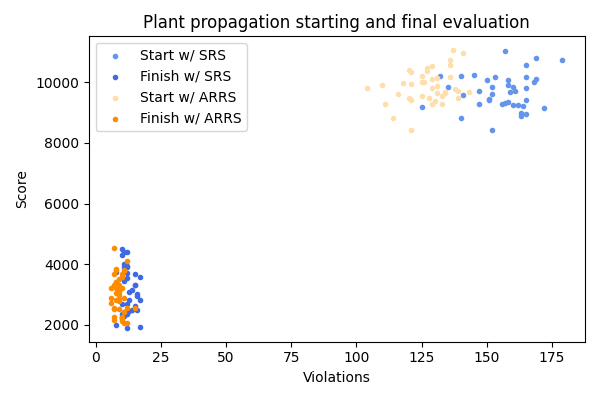 Plant propagation starting and final evaluation
Start w/ SRS
Finish w/ SRS
Start w/ ARRS
Finish w/ ARRS
Score
10000
8000
6000
4000
2000
0 25 50 75 100 125 150 175
Violations